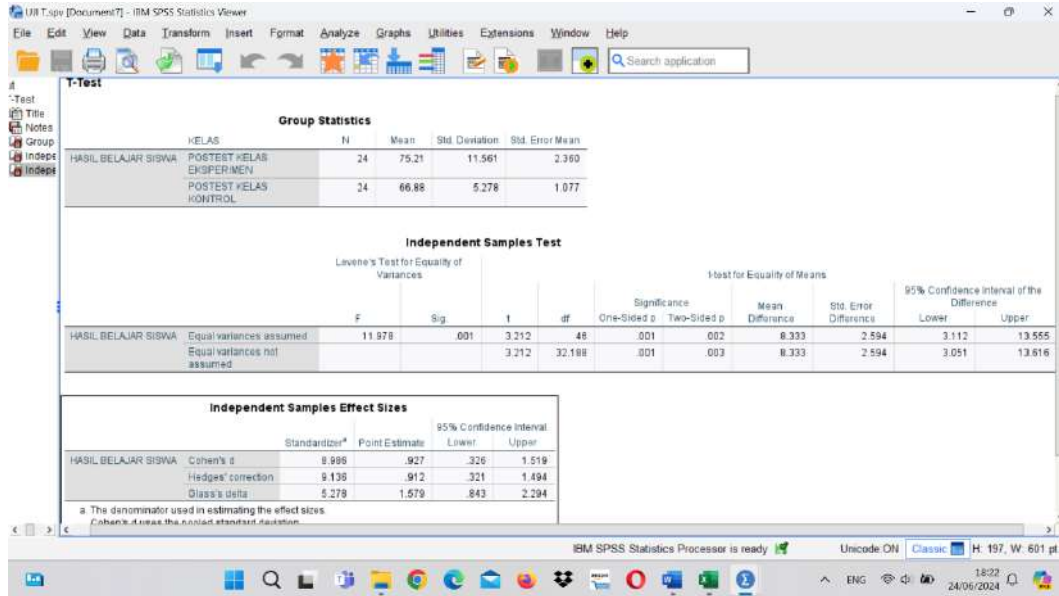 UJI T.spv [Document7] - IBM SPSS Statistics Viewer
File Edit View Data Transform Insert Format Analyze Graphs Utilities Extensions Window Help
Search application
T-Test
Title
Notes
Group
Indepe
Indepe
T-Test
Group Statistics
KELAS N Mean Std. Deviation Std. Error Mean
HASIL BELAJAR SISWA POSTEST KELAS EKSPERIMEN 24 75.21 11.561 2.360
POSTEST KELAS KONTROL 24 66.88 5.278 1.077
Independent Samples Test
Levene's Test for Equality of Variances
t-test for Equality of Means
Significance Mean Difference Std. Error Difference 95% Confidence Interval of the Difference
F Sig. t df One-Sided p Two-Sided p Lower Upper
HASIL BELAJAR SISWA Equal variances assumed 11.978 .001 3.212 46 .001 .002 8.333 2.594 3.112 13.555
Equal variances not assumed 3.212 32.188 .001 .003 8.333 2.594 3.051 13.616
Independent Samples Effect Sizes
95% Confidence Interval
Standardizerª Point Estimate Lower Upper
HASIL BELAJAR SISWA Cohen's d 8.986 .927 .326 1.519
Hedges' correction 9.136 .912 .321 1.494
Glass's delta 5.278 1.579 .843 2.294
a. The denominator used in estimating the effect sizes.
Cohen's d uses the pooled standard deviation.
IBM SPSS Statistics Processor is ready Unicode:ON Classic H: 197, W: 601 pt
ENG 18:22
24/06/2024